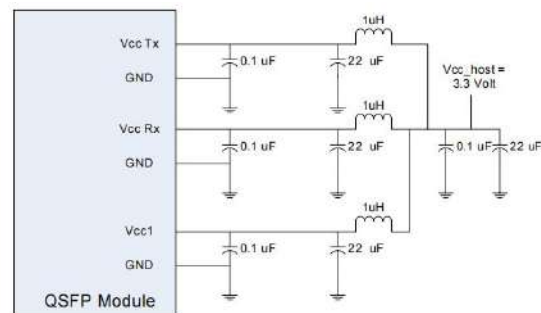 1uH
Vcc Tx
0.1 uF
22 uF
GND
Vcc_host =
3.3 Volt
1uH
Vcc Rx
0.1 uF
22 uF
0.1 uF
22 uF
GND
1uH
Vcc1
0.1 uF
22 uF
GND
QSFP Module